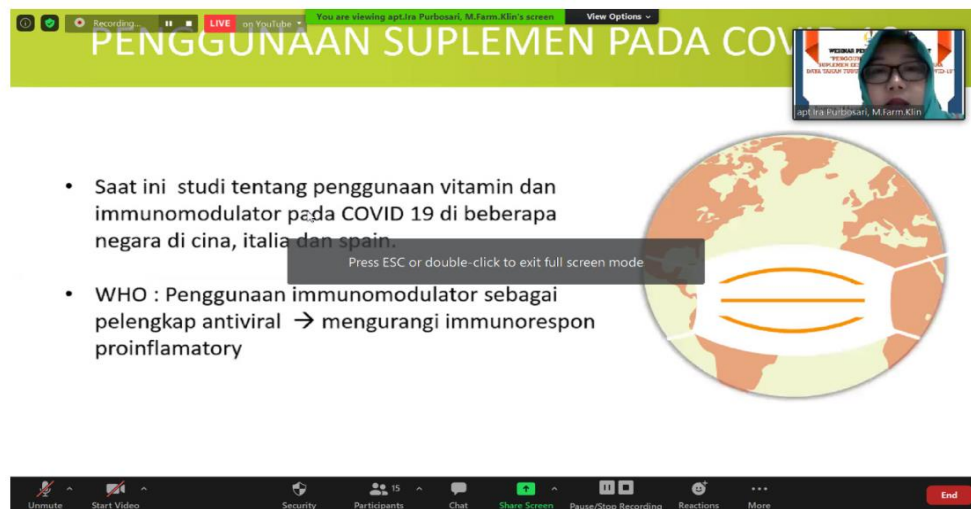 Recording...
LIVE on YouTube
You are viewing apt.Ira Purbosari, M.Farm.Klin's screen
View Options
PENGGUNAAN SUPLEMEN PADA COV
WEBINAR
apt.Ira Purbosari, M.Farm.Klin
• Saat ini studi tentang penggunaan vitamin dan
immunomodulator pada COVID 19 di beberapa
negara di cina, italia dan spain.
Press ESC or double-click to exit full screen mode
• WHO : Penggunaan immunomodulator sebagai
pelengkap antiviral → mengurangi immunorespon
proinflamatory
Unmute
Start Video
Security
Participants 15
Chat
Share Screen
Pause/Stop Recording
Reactions
More
End